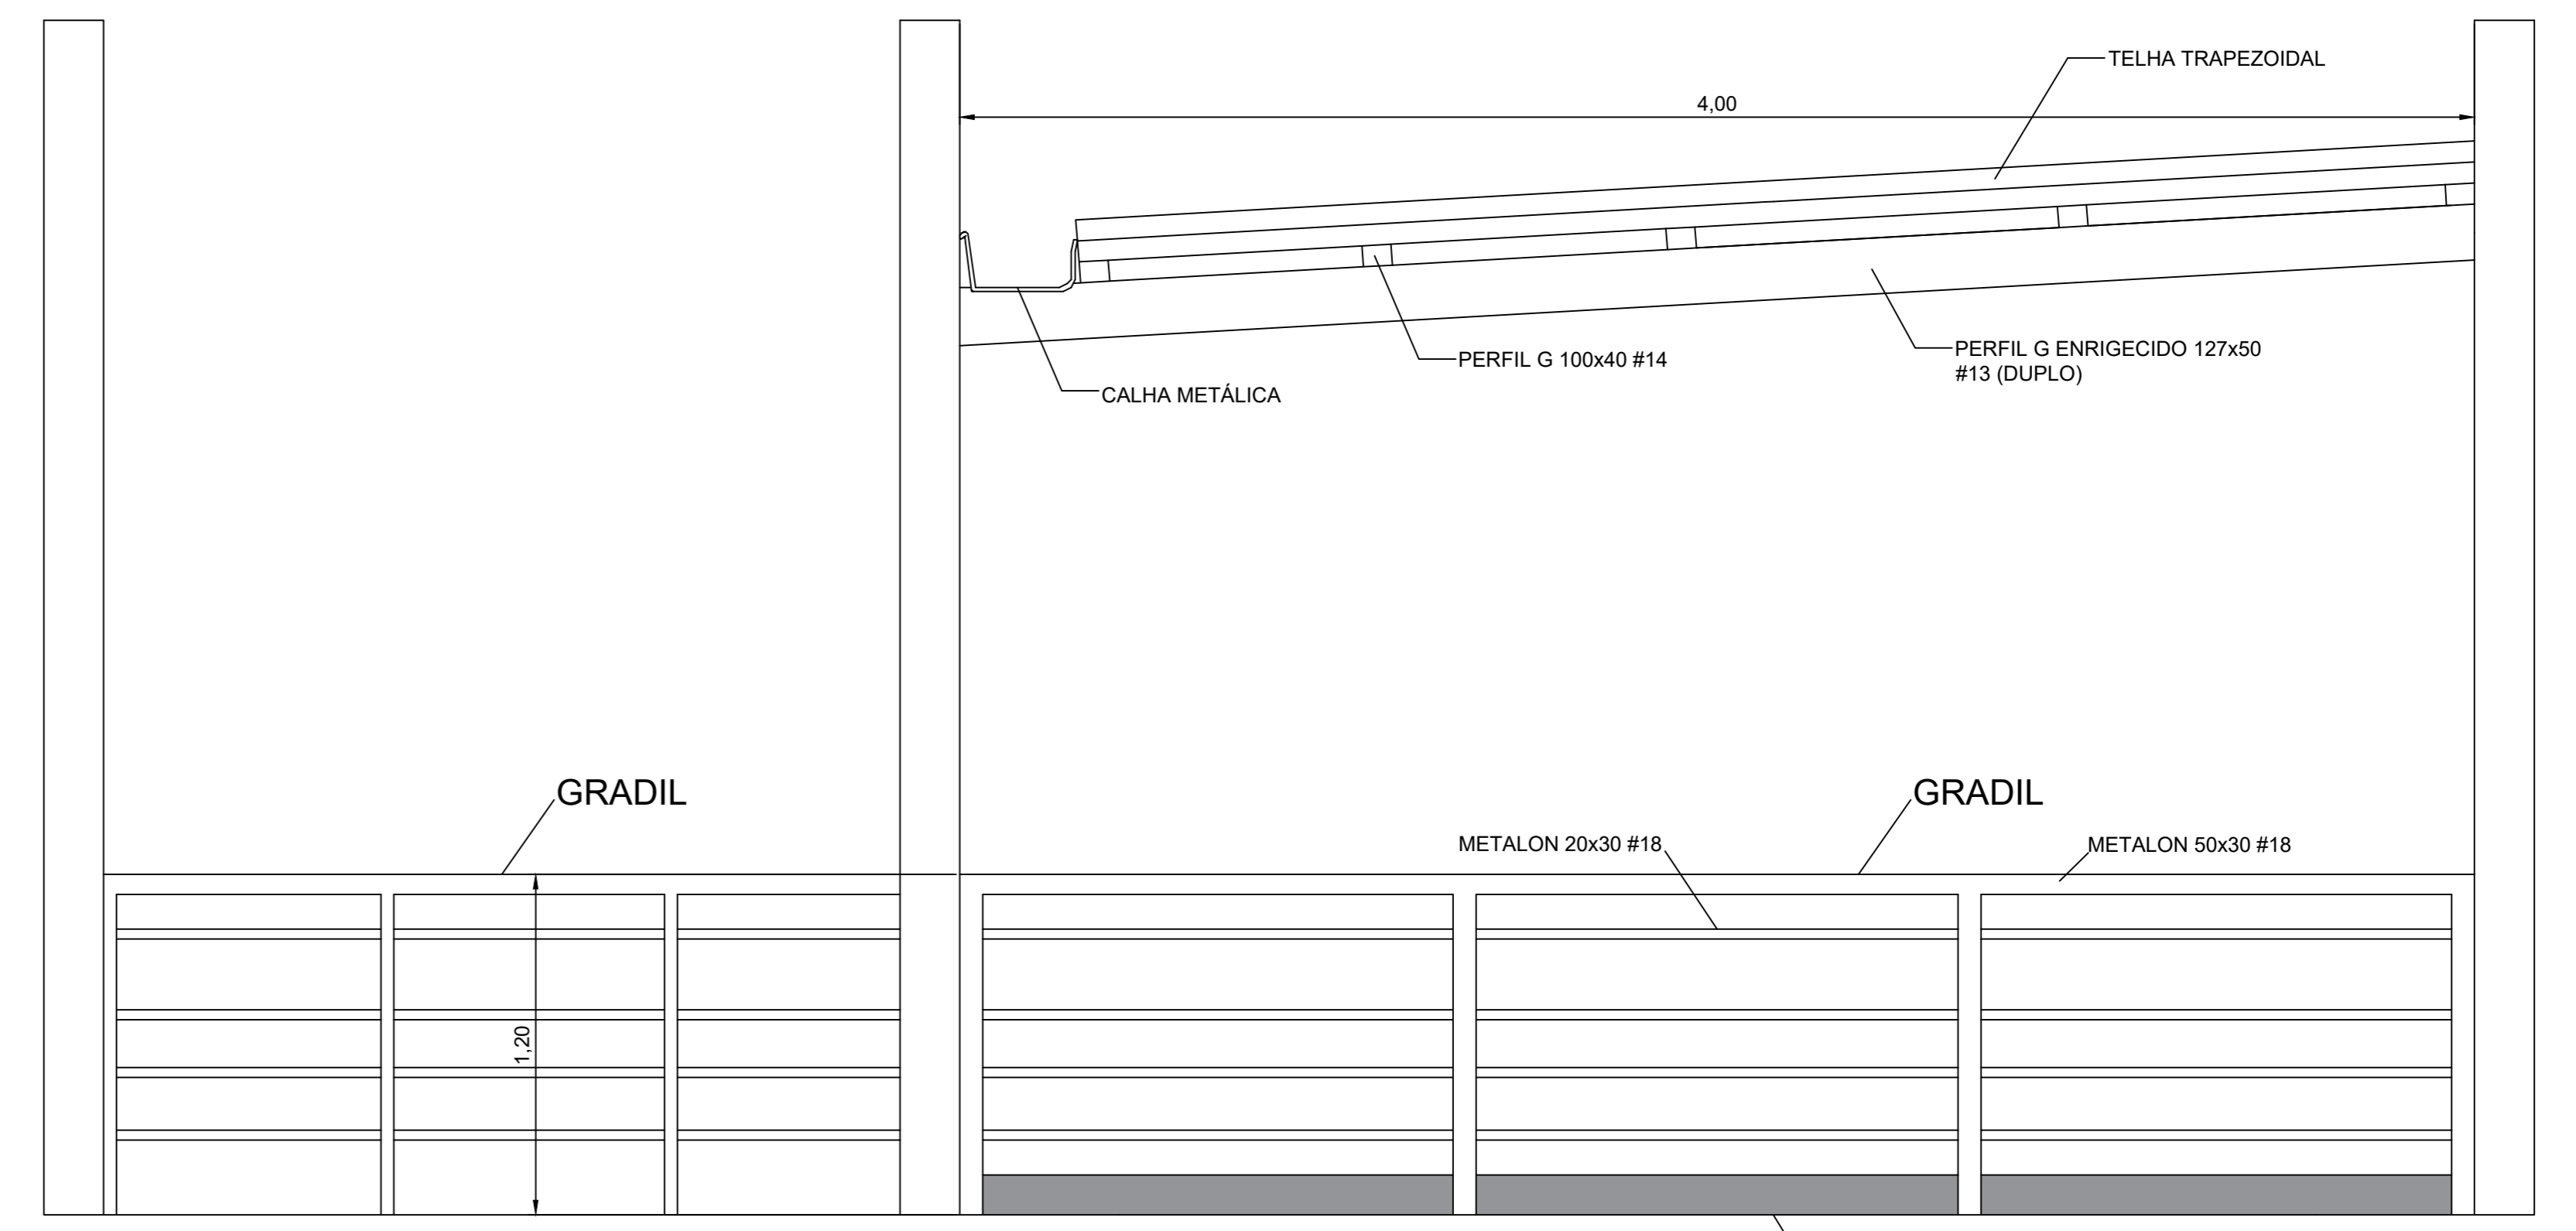 TELHA TRAPEZOIDAL
4,00
PERFIL G ENRIGECIDO 127x50
#13 (DUPLO)
PERFIL G 100x40 #14
CALHA METÁLICA
GRADIL
GRADIL
METALON 20x30 #18
METALON 50x30 #18
1,20